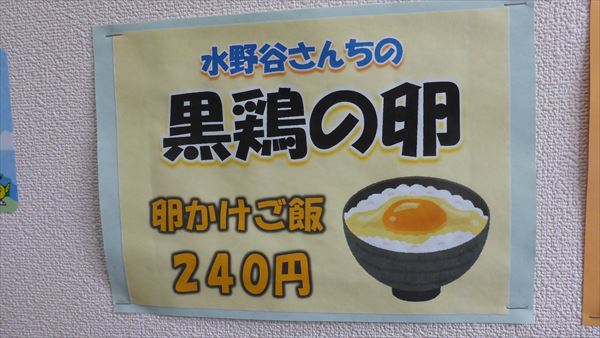 水野谷さんちの
黒鶏の卵
卵かけご飯
240円